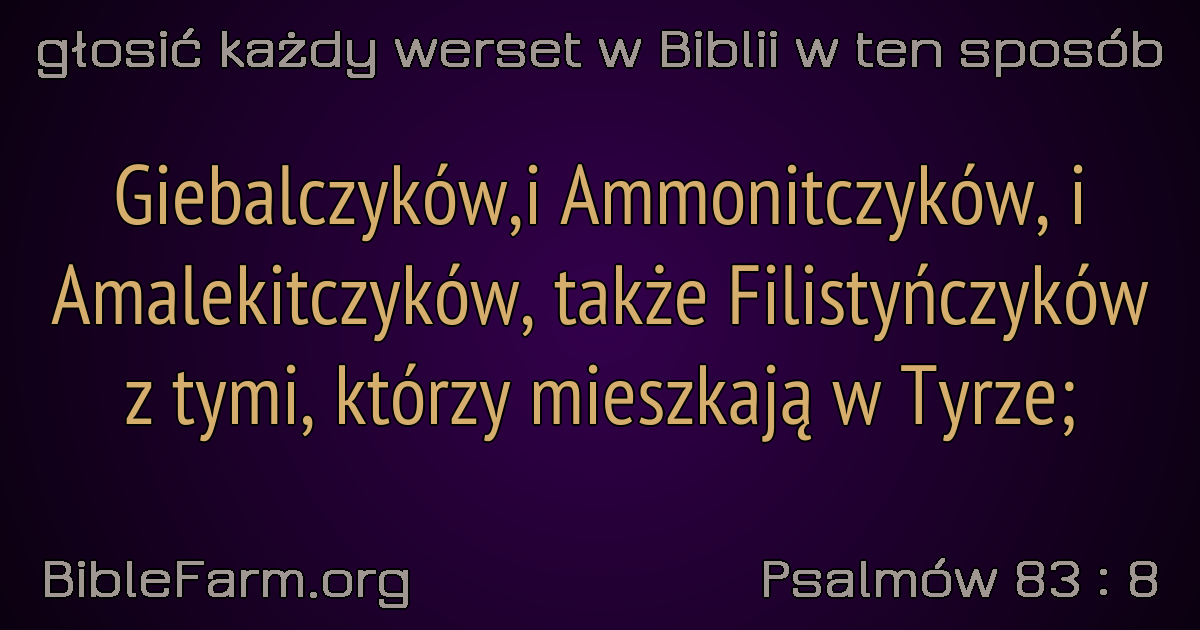 głosić każdy werset w Biblii w ten sposób
Giebalczyków,i Ammonitczyków, i
Amalekitczyków, także Filistyńczyków
z tymi, którzy mieszkają w Tyrze;
BibleFarm.org
Psalmów 83 : 8